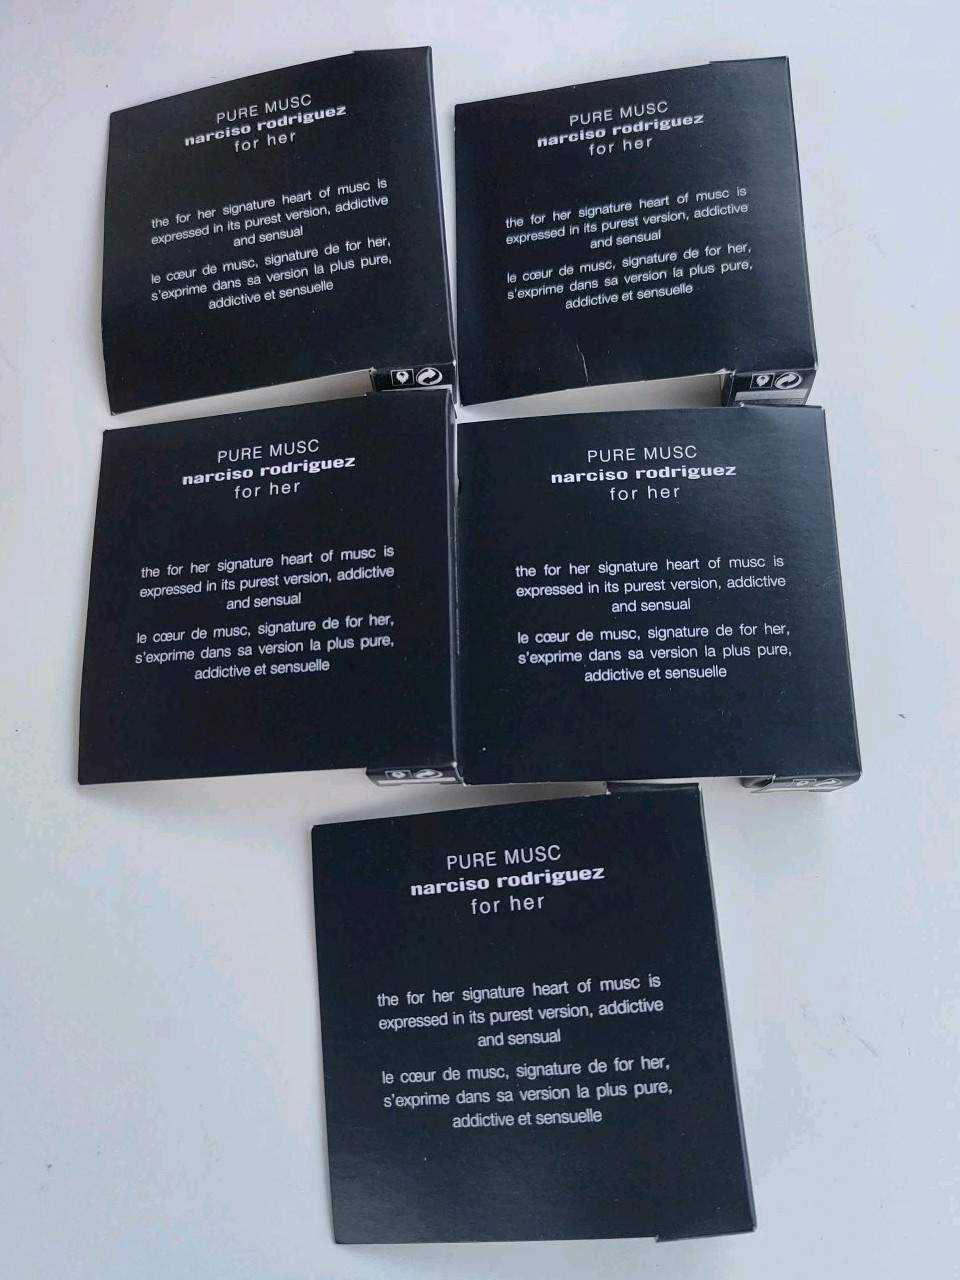 PURE MUSC
narciso rodriguez
for her
the for her signature heart of musc is
expressed in its purest version, addictive
and sensual
le cœur de musc, signature de for her,
s'exprime dans sa version la plus pure,
addictive et sensuelle
PURE MUSC
narciso rodriguez
for her
the for her signature heart of musc is
expressed in its purest version, addictive
and sensual
le cœur de musc, signature de for her,
s'exprime dans sa version la plus pure,
addictive et sensuelle
PURE MUSC
narciso rodriguez
for her
the for her signature heart of musc is
expressed in its purest version, addictive
and sensual
le cœur de musc, signature de for her,
s'exprime dans sa version la plus pure,
addictive et sensuelle
PURE MUSC
narciso rodriguez
for her
the for her signature heart of musc is
expressed in its purest version, addictive
and sensual
le cœur de musc, signature de for her,
s'exprime dans sa version la plus pure,
addictive et sensuelle
PURE MUSC
narciso rodriguez
for her
the for her signature heart of musc is
expressed in its purest version, addictive
and sensual
le cœur de musc, signature de for her,
s'exprime dans sa version la plus pure,
addictive et sensuelle